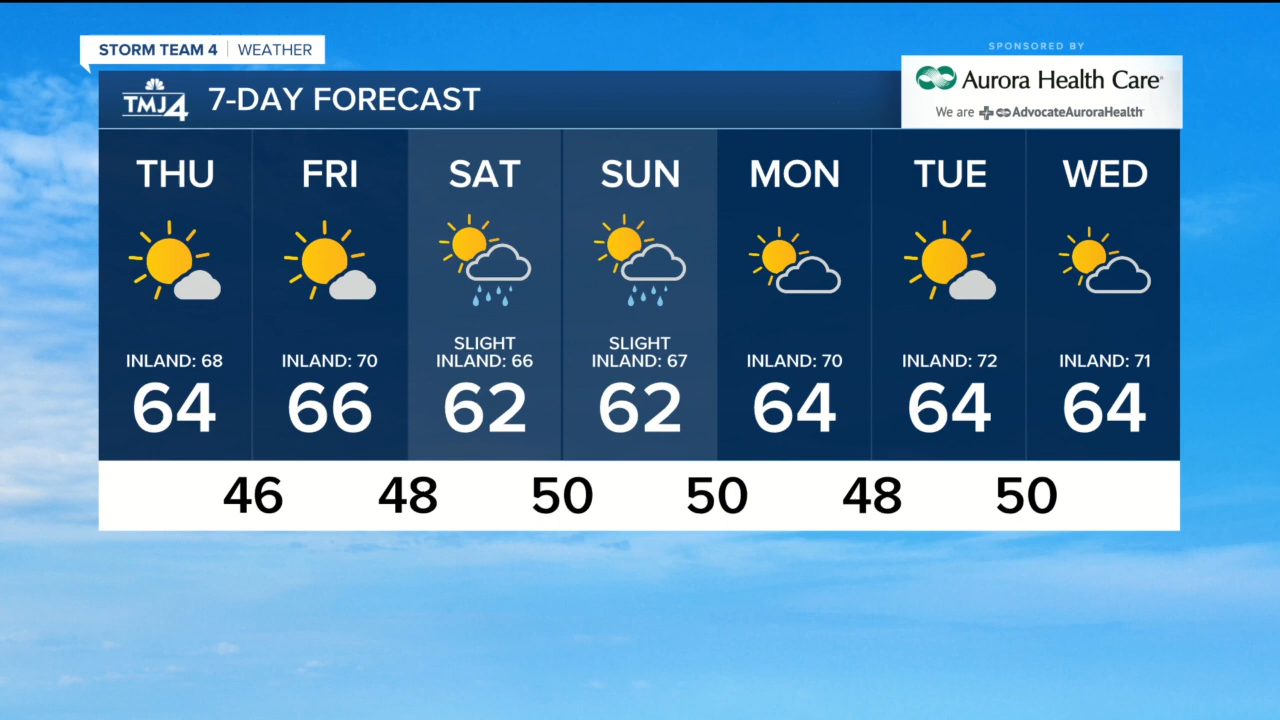 STORM TEAM 4 | WEATHER
SPONSORED BY
Aurora Health Care®
We are AdvocateAuroraHealth
TMJ4 7-DAY FORECAST
THU FRI SAT SUN MON TUE WED
SLIGHT SLIGHT
INLAND: 68 INLAND: 70 INLAND: 66 INLAND: 67 INLAND: 70 INLAND: 72 INLAND: 71
64 66 62 62 64 64 64
46 48 50 50 48 50